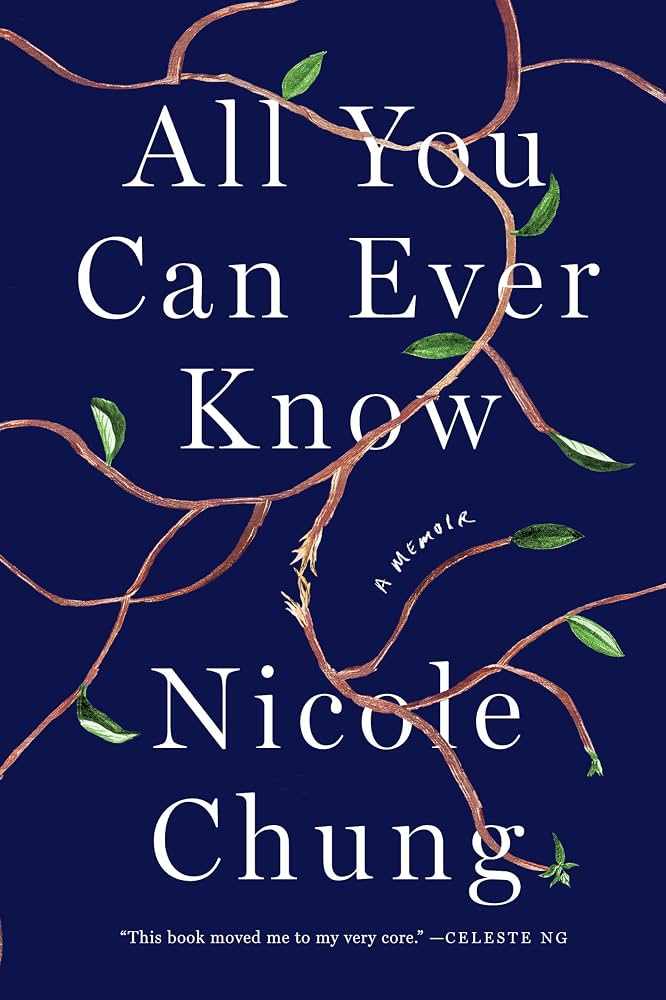 All You
Can Ever
Know
A MEMOIR
Nicole
Chung
“This book moved me to my very core.” —CELESTE NG